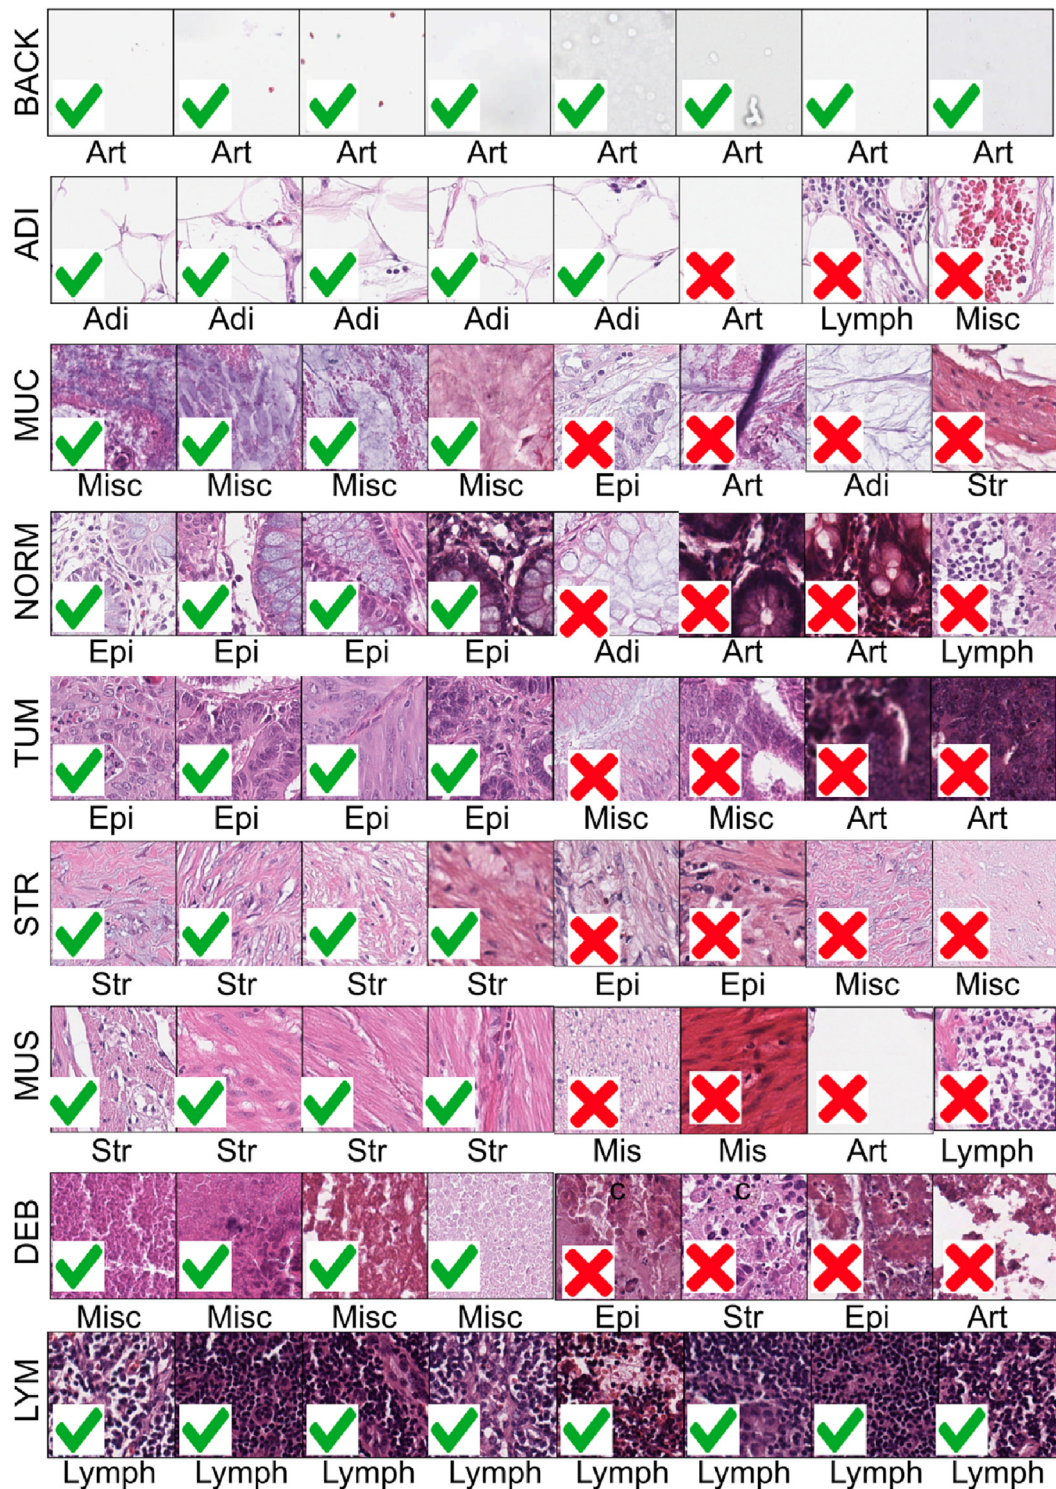 BACK
Art Art Art Art Art Art Art Art
ADI
Adi Adi Adi Adi Adi Art Lymph Misc
MUC
Misc Misc Misc Misc Epi Art Adi Str
NORM
Epi Epi Epi Epi Adi Art Art Lymph
TUM
Epi Epi Epi Epi Misc Misc Art Art
STR
Str Str Str Str Epi Epi Misc Misc
MUS
Str Str Str Str Mis Mis Art Lymph
DEB
C C
Misc Misc Misc Misc Epi Str Epi Art
LYM
Lymph Lymph Lymph Lymph Lymph Lymph Lymph Lymph